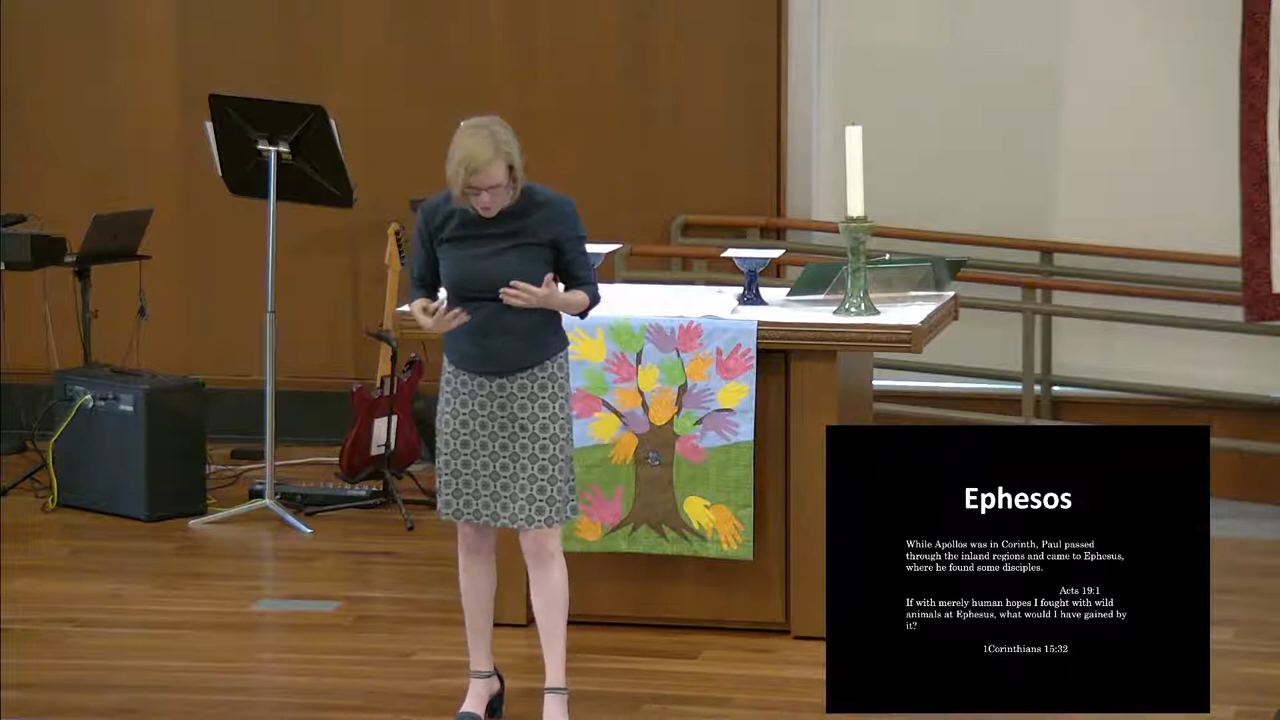 Ephesos
While Apollos was in Corinth, Paul passed
through the inland regions and came to Ephesus,
where he found some disciples.
Acts 19:1
If with merely human hopes I fought with wild
animals at Ephesus, what would I have gained by
it?
1Corinthians 15:32